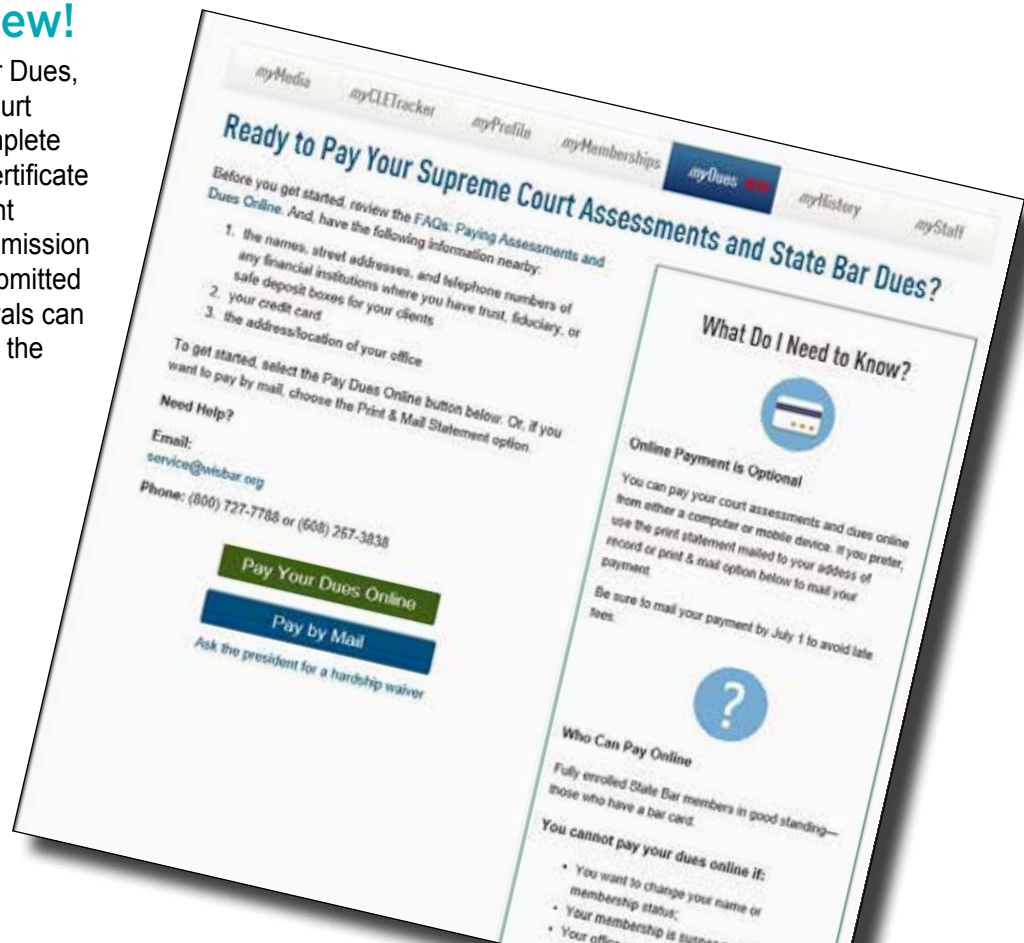 ew!
r Dues,
urt
nplete
ertificate
nt
mission
omitted
als can
the
myMedia
myCLETracker
myProfile
myMemberships
myDues
myHistory
myStaff
Ready to Pay Your Supreme Court Assessments and State Bar Dues?
Before you get started, review the FAQs: Paying Assessments and
Dues Online. And, have the following information nearby:
1. the names, street addresses, and telephone numbers of
any financial institutions where you have trust, fiduciary, or
safe deposit boxes for your clients
2. your credit card
3. the address/location of your office
To get started, select the Pay Dues Online button below. Or, if you
want to pay by mail, choose the Print & Mail Statement option.
Need Help?
Email:
service@wisbar.org
Phone: (800) 727-7788 or (608) 257-3838
Pay Your Dues Online
Pay by Mail
Ask the president for a hardship waiver
What Do I Need to Know?
Online Payment is Optional
You can pay your court assessments and dues online
from either a computer or mobile device. If you prefer,
use the print statement mailed to your addess of
record or print & mail option below to mail your
payment.
Be sure to mail your payment by July 1 to avoid late
fees.
?
Who Can Pay Online
Fully enrolled State Bar members in good standing—
those who have a bar card.
You cannot pay your dues online if:
• You want to change your name or
membership status;
• Your membership is
• Your